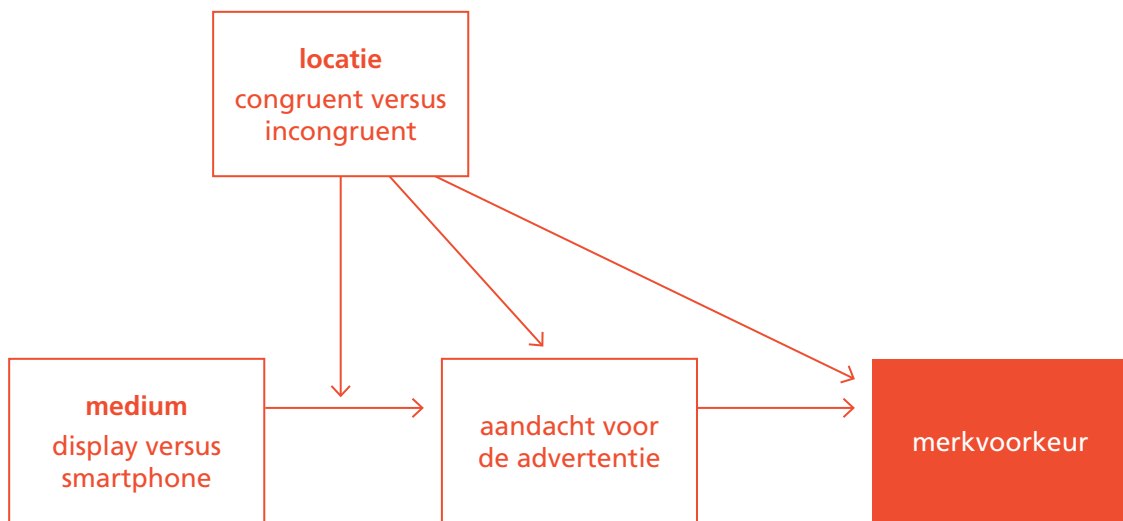 locatie
congruent versus
incongruent
medium
display versus
smartphone
aandacht voor
de advertentie
merkvoorkeur